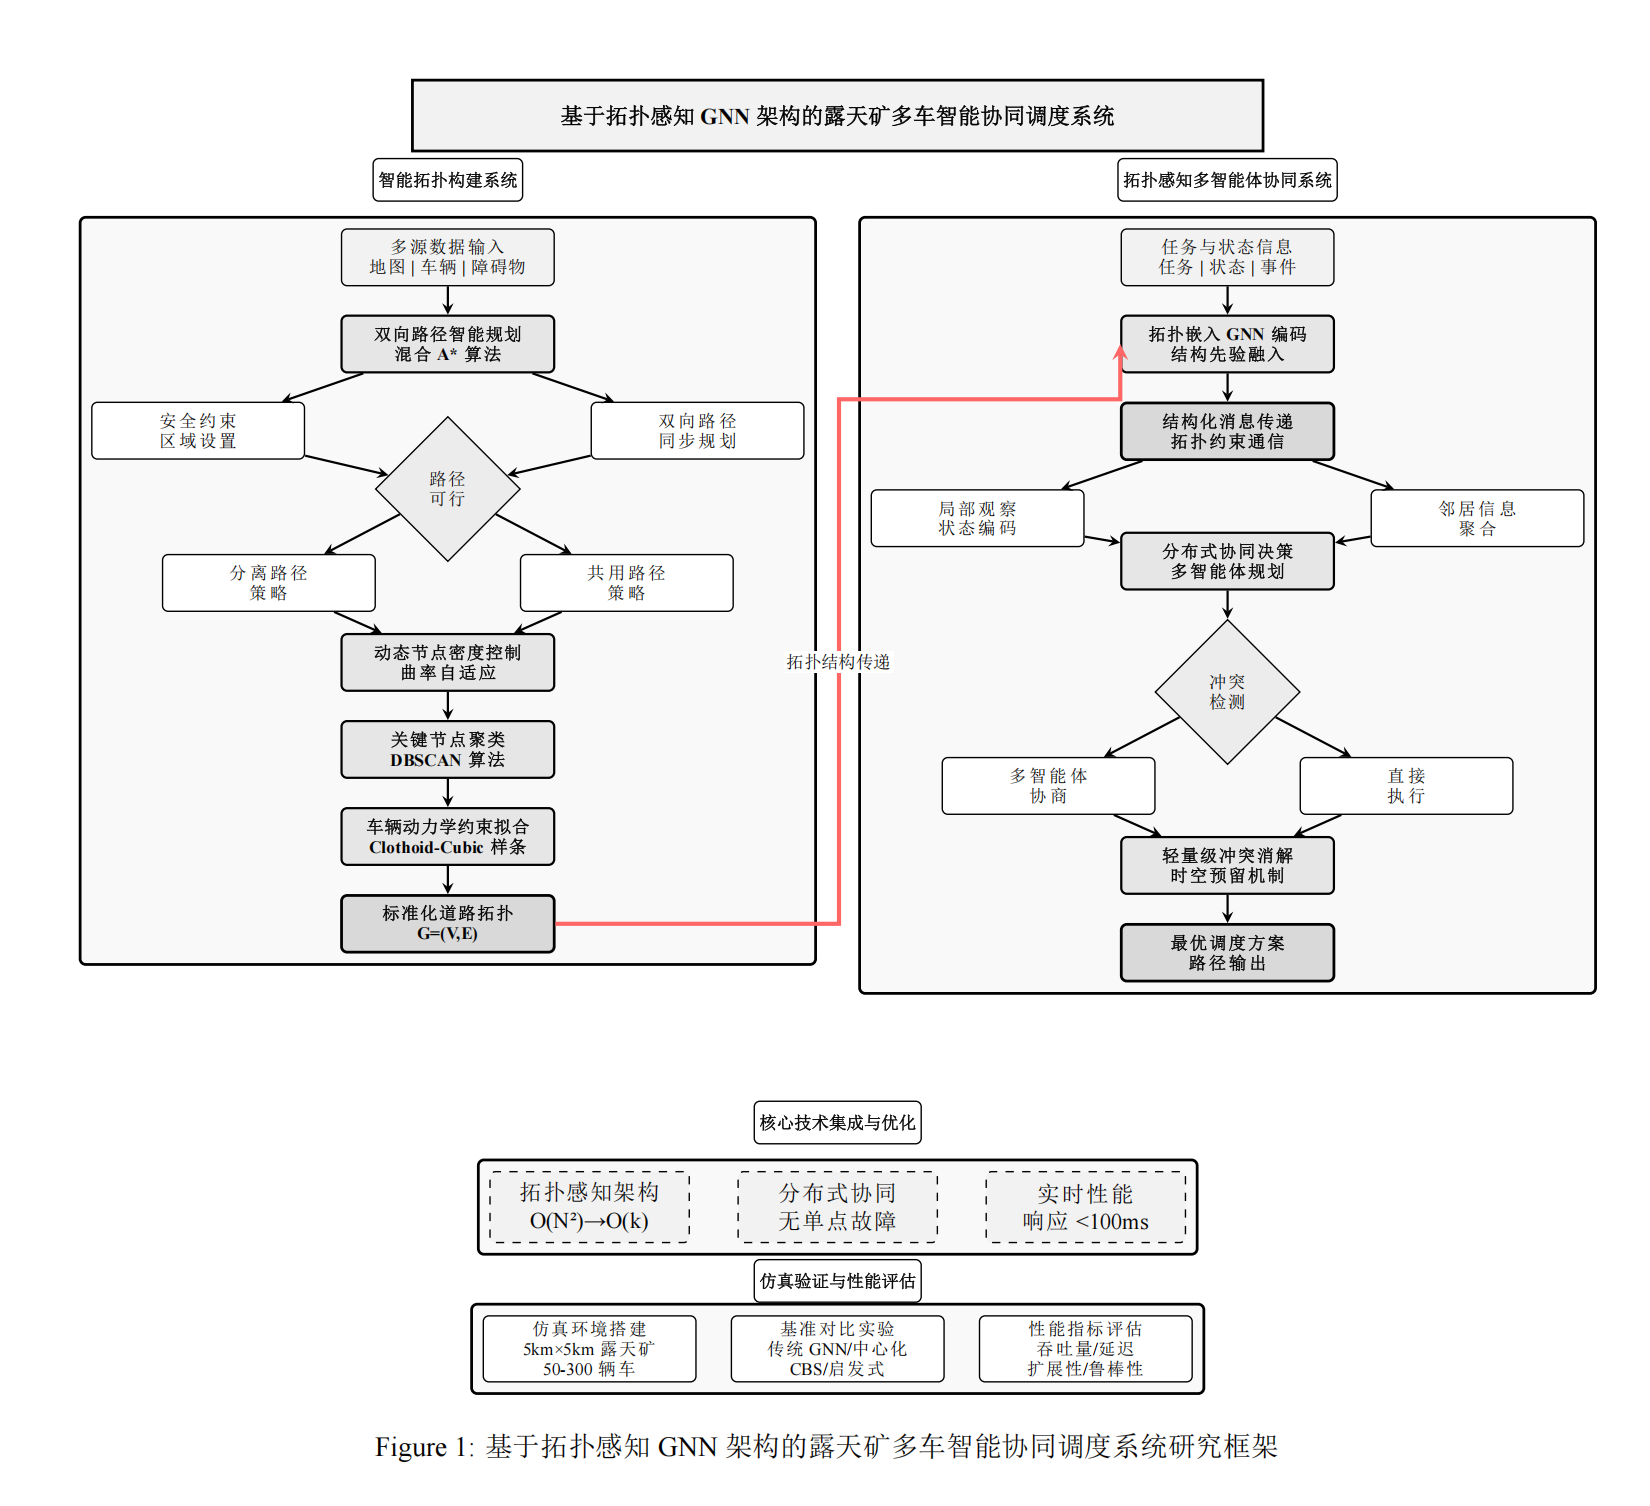 基于拓扑感知 GNN 架构的露天矿多车智能协同调度系统
智能拓扑构建系统
多源数据输入
地图 | 车辆 | 障碍物
双向路径智能规划
混合 A* 算法
安全约束
区域设置
双向路径
同步规划
路径
可行
分离路径
策略
共用路径
策略
动态节点密度控制
曲率自适应
关键节点聚类
DBSCAN 算法
车辆动力学约束拟合
Clothoid-Cubic 样条
标准化道路拓扑
G=(V,E)
拓扑结构传递
拓扑感知多智能体协同系统
任务与状态信息
任务 | 状态 | 事件
拓扑嵌入 GNN 编码
结构先验融入
结构化消息传递
拓扑约束通信
局部观察
状态编码
邻居信息
聚合
分布式协同决策
多智能体规划
冲突
检测
多智能体
协商
直接
执行
轻量级冲突消解
时空预留机制
最优调度方案
路径输出
核心技术集成与优化
拓扑感知架构
O(N²)→O(k)
分布式协同
无单点故障
实时性能
响应 <100ms
仿真验证与性能评估
仿真环境搭建
5km×5km 露天矿
50-300 辆车
基准对比实验
传统 GNN/中心化
CBS/启发式
性能指标评估
吞吐量/延迟
扩展性/鲁棒性
Figure 1: 基于拓扑感知 GNN 架构的露天矿多车智能协同调度系统研究框架